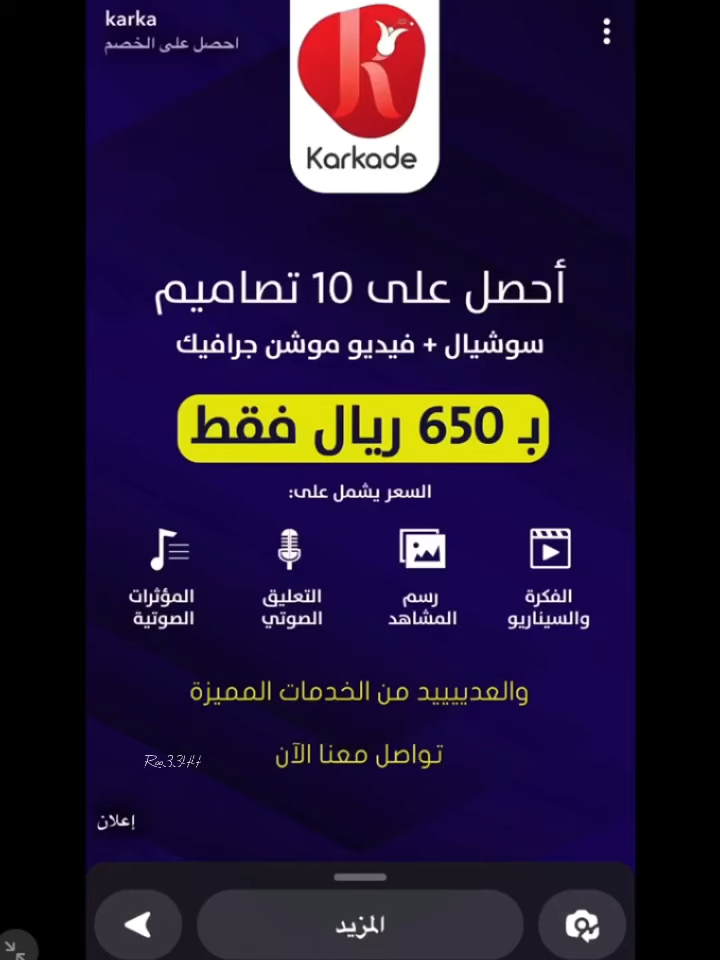 karka
احصل على الخصم
Karkade
أحصل على 10 تصاميم
سوشيال + فيديو موشن جرافيك
بـ 650 ريال فقط
السعر يشمل على:
الفكرة والسيناريو
رسم المشاهد
التعليق الصوتي
المؤثرات الصوتية
والعديييييد من الخدمات المميزة
تواصل معنا الآن
إعلان
المزيد